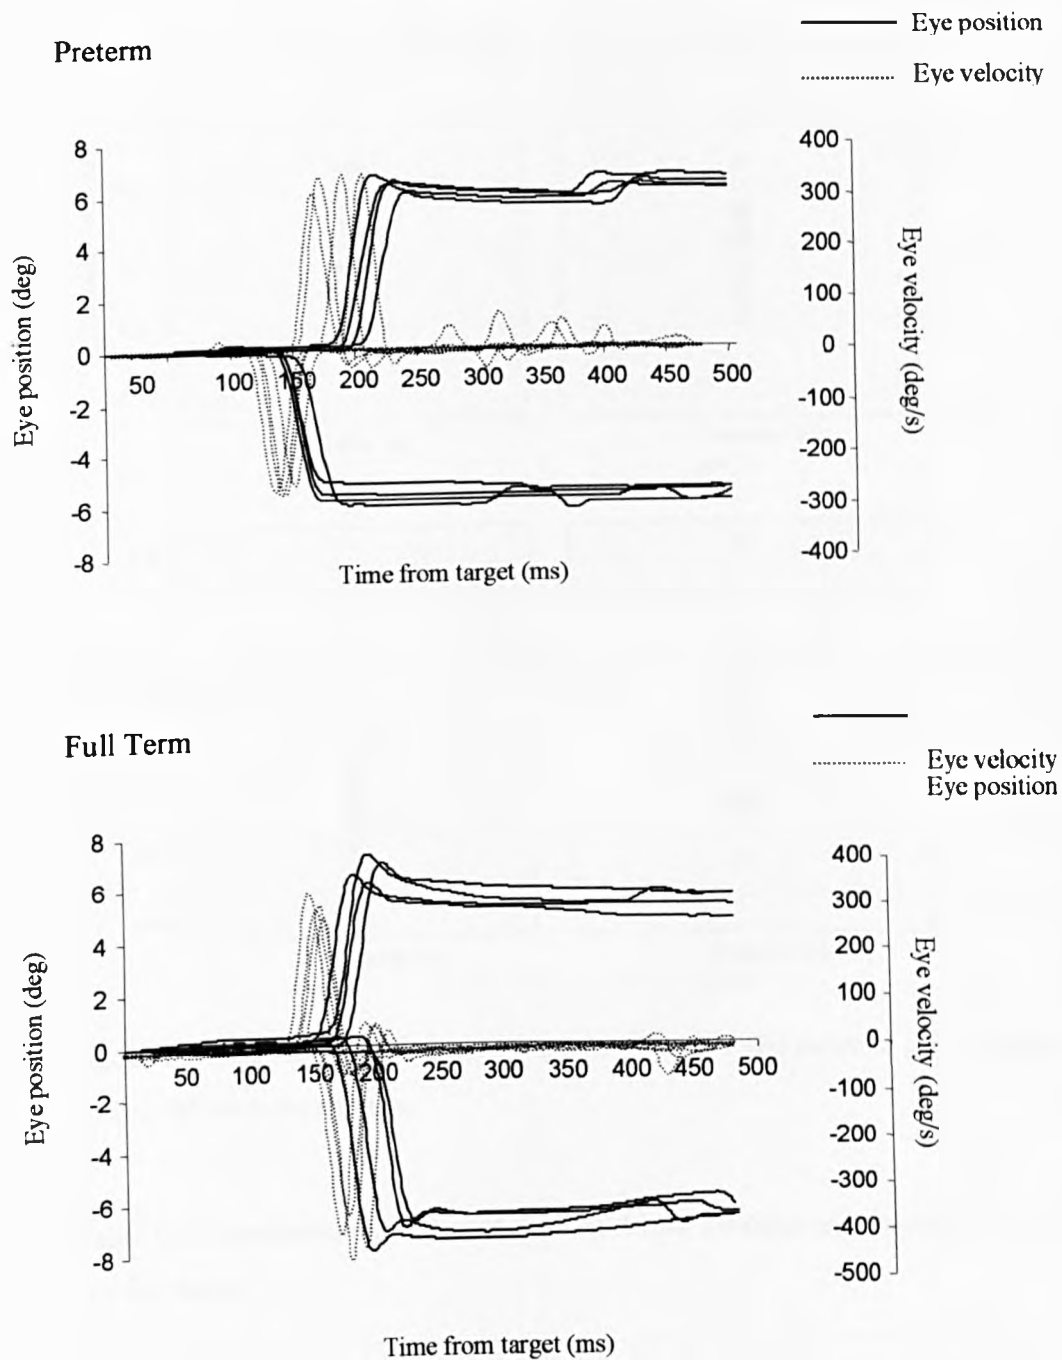 Preterm
Eye position
Eye velocity
8
6
4
2
0
-2
-4
-6
-8
Eye position (deg)
50 100 150 200 250 300 350 400 450 500
400
300
200
100
0
-100
-200
-300
-400
Eye velocity (deg/s)
Time from target (ms)
Full Term
Eye velocity
Eye position
8
6
4
2
0
-2
-4
-6
-8
Eye position (deg)
50 100 150 200 250 300 350 400 450 500
400
300
200
100
0
-100
-200
-300
-400
-500
Eye velocity (deg/s)
Time from target (ms)